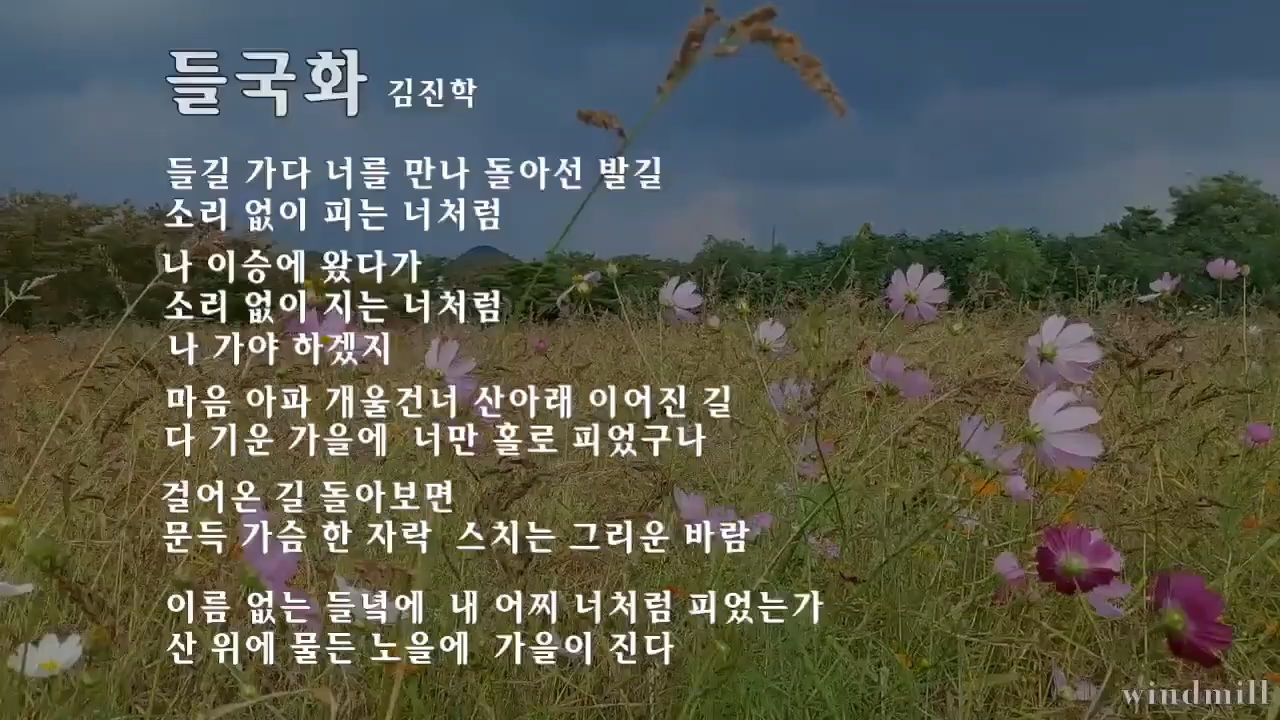 들국화 김진학
들길 가다 너를 만나 돌아선 발길
소리 없이 피는 너처럼
나 이승에 왔다가
소리 없이 지는 너처럼
나 가야 하겠지
마음 아파 개울건너 산아래 이어진 길
다 기운 가을에 너만 홀로 피었구나
걸어온 길 돌아보면
문득 가슴 한 자락 스치는 그리운 바람
이름 없는 들녘에 내 어찌 너처럼 피었는가
산 위에 물든 노을에 가을이 진다
windmill